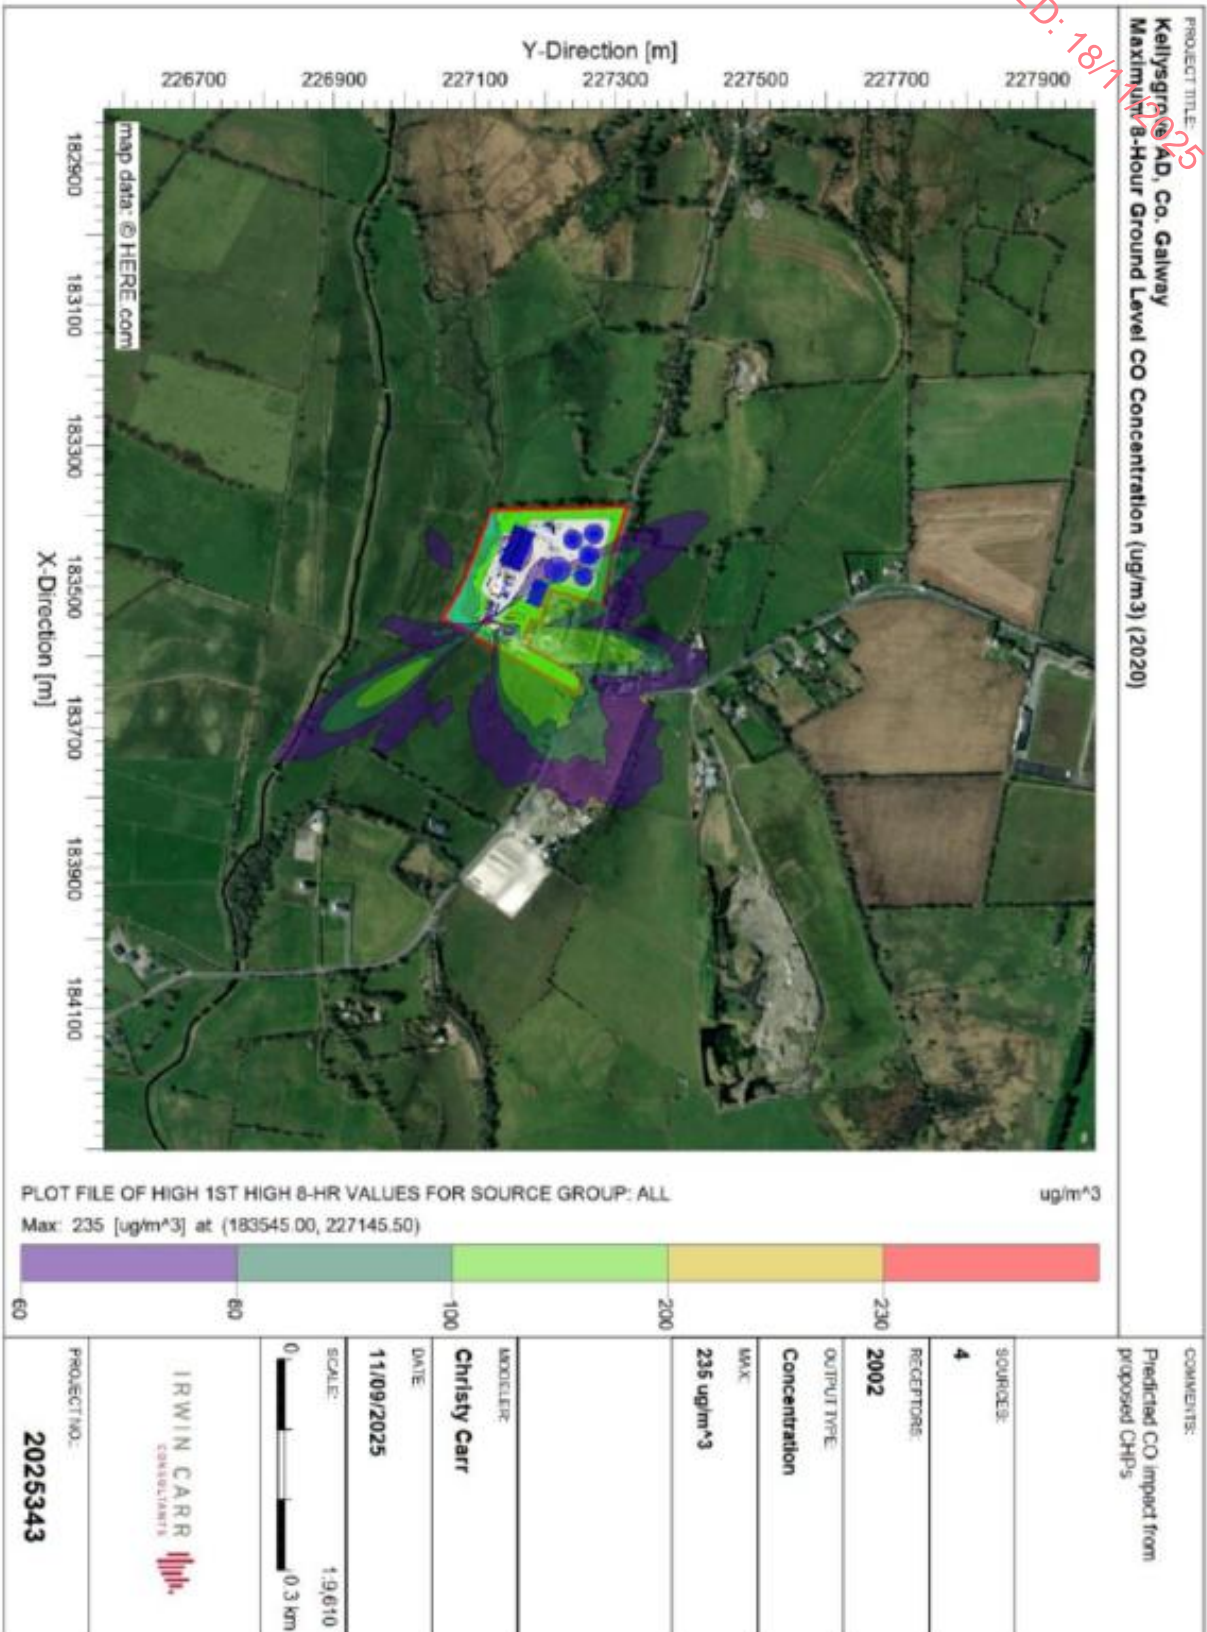 PROJECT TITLE:
Kellysgrove AD, Co. Galway
Maximum 8-Hour Ground Level CO Concentration (ug/m3) (2020)
D: 18/11/2025
Y-Direction [m]
226700 226900 227100 227300 227500 227700 227900
182900 183100 183300 183500 183700 183900 184100
X-Direction [m]
map data: © HERE.com
PLOT FILE OF HIGH 1ST HIGH 8-HR VALUES FOR SOURCE GROUP: ALL
ug/m^3
Max: 235 [ug/m^3] at (183545.00, 227145.50)
60 80 100 200 230
COMMENTS:
Predicted CO impact from
proposed CHPs
SOURCES:
4
RECEPTORS:
2002
OUTPUT TYPE:
Concentration
MAX:
235 ug/m^3
MODELER:
Christy Carr
DATE:
11/09/2025
SCALE:
1:9,610
0 0.3 km
IRWIN CARR
CONSULTANTS
PROJECT NO.:
2025343